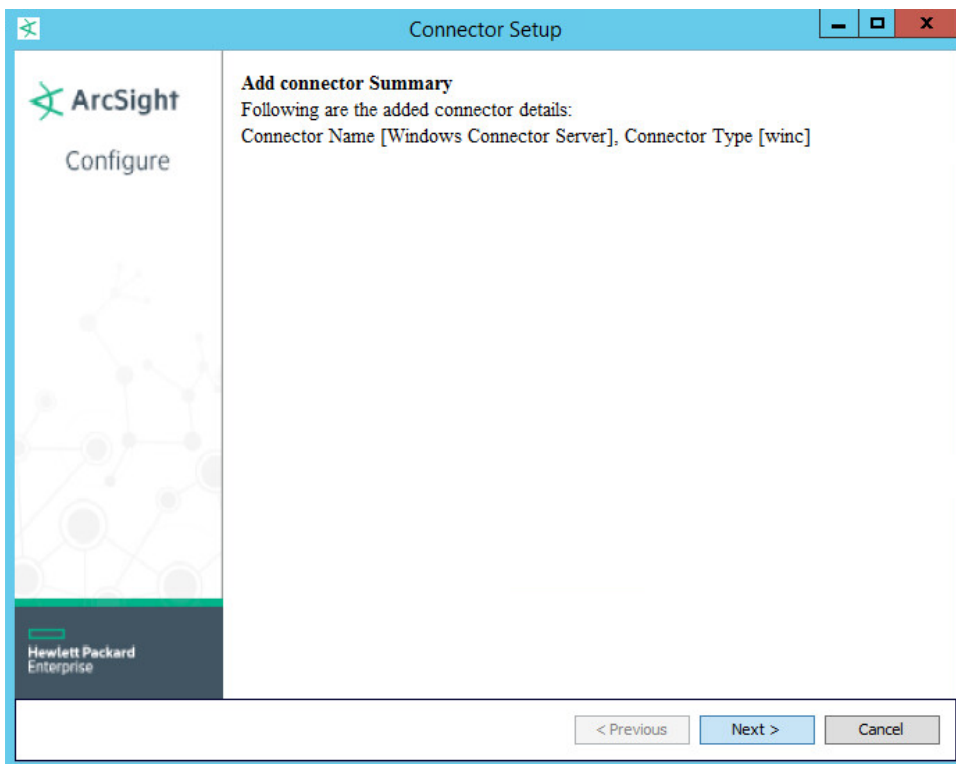 Connector Setup
ArcSight
Configure
Add connector Summary
Following are the added connector details:
Connector Name [Windows Connector Server], Connector Type [winc]
Hewlett Packard
Enterprise
< Previous
Next >
Cancel